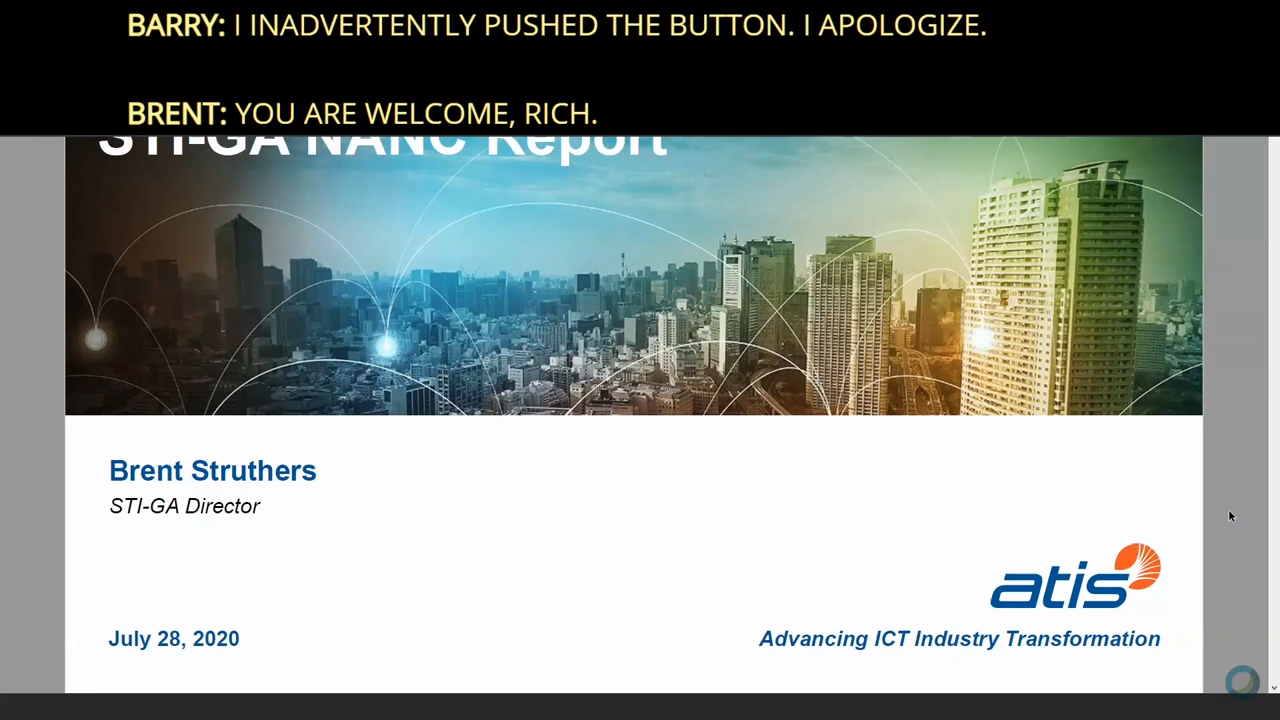 BARRY: I INADVERTENTLY PUSHED THE BUTTON. I APOLOGIZE.
BRENT: YOU ARE WELCOME, RICH.
STI-GA NANC Report
Brent Struthers
STI-GA Director
atis
July 28, 2020
Advancing ICT Industry Transformation